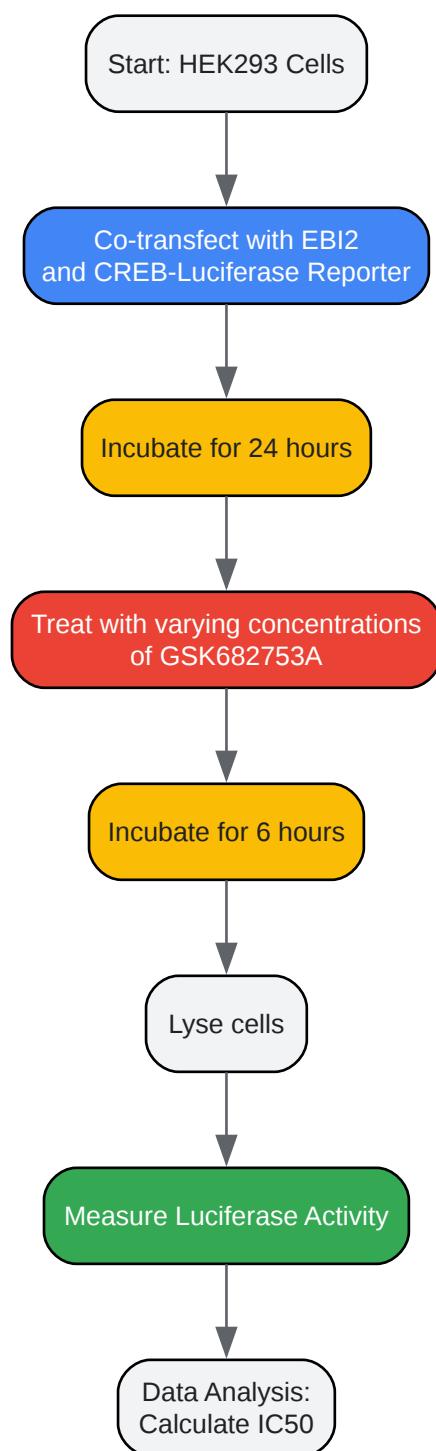 Start: HEK293 Cells
Co-transfect with EBI2
and CREB-Luciferase Reporter
Incubate for 24 hours
Treat with varying concentrations
of GSK682753A
Incubate for 6 hours
Lyse cells
Measure Luciferase Activity
Data Analysis:
Calculate IC50